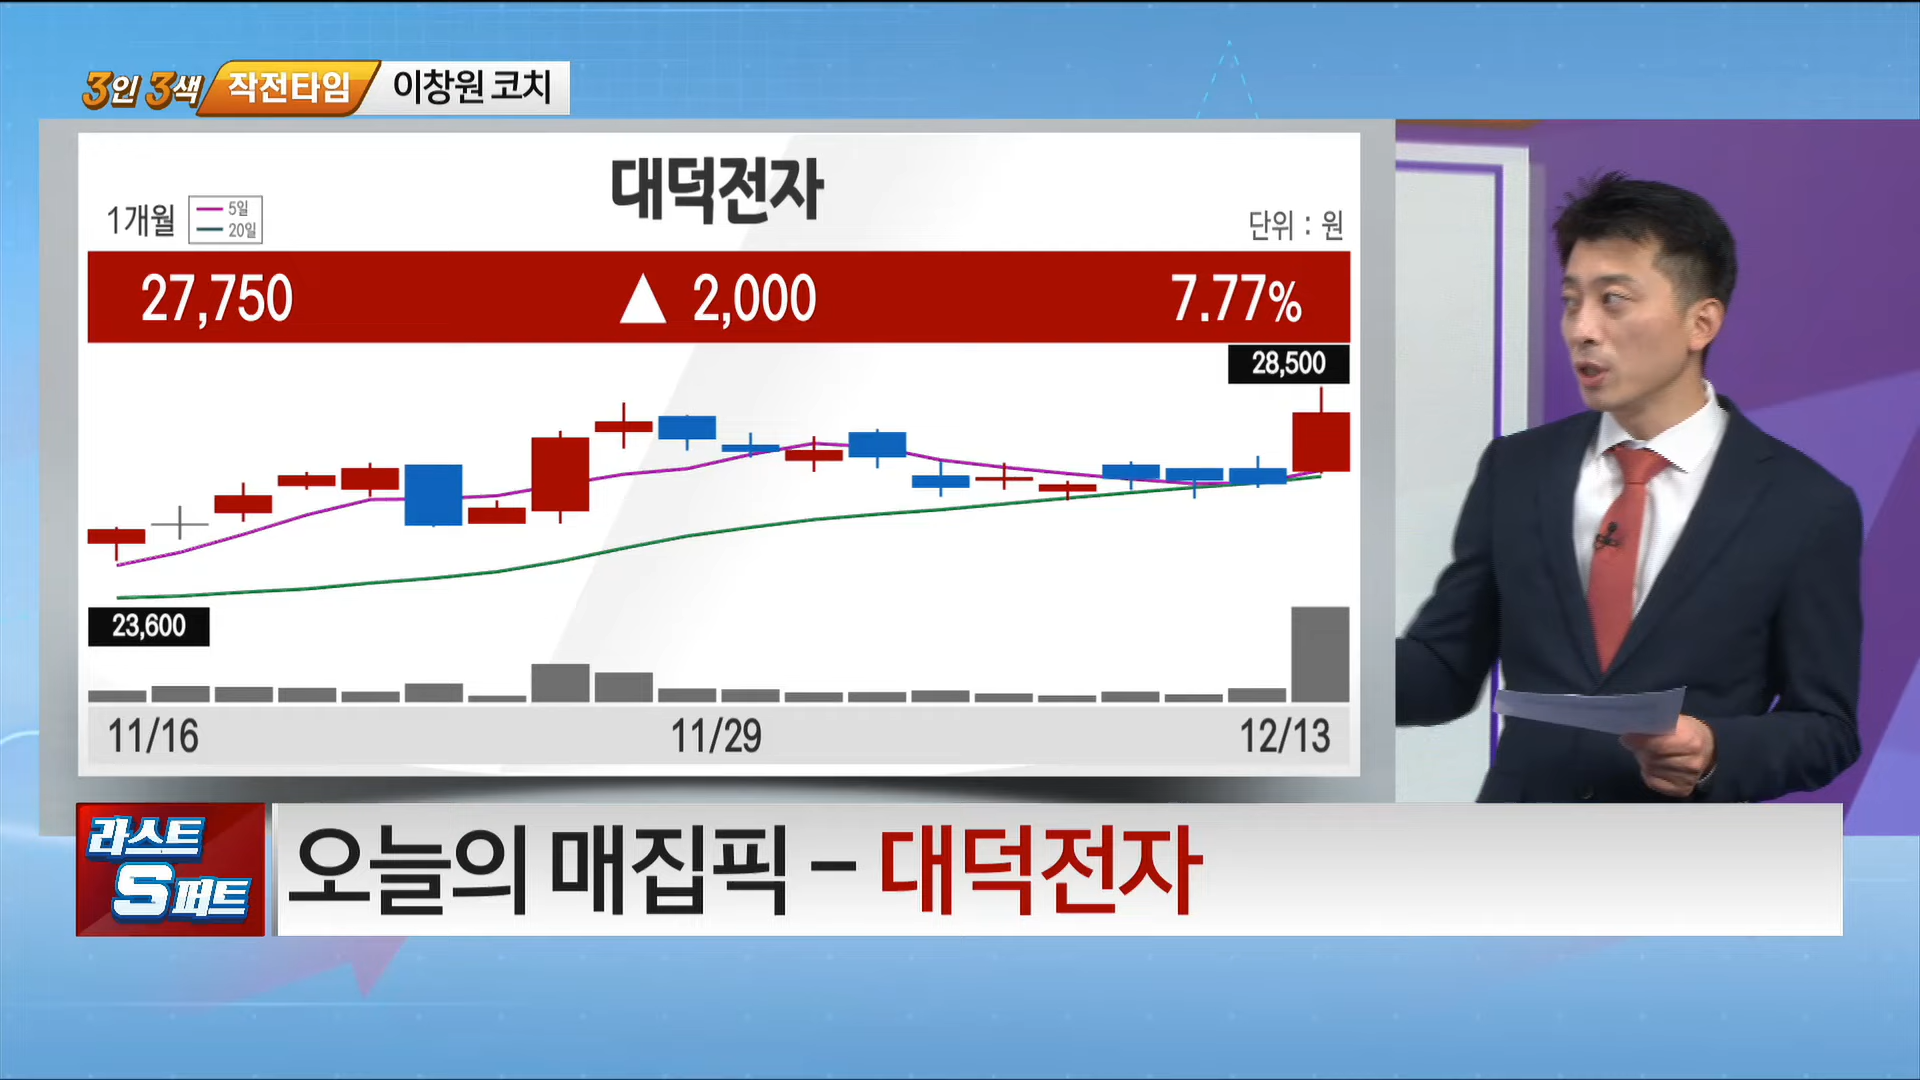 3인 3색 작전타임 이창원 코치
대덕전자
1개월
5일
20일
단위 : 원
27,750 ▲ 2,000 7.77%
28,500
23,600
11/16 11/29 12/13
라스트
S퍼트
오늘의 매집픽 - 대덕전자